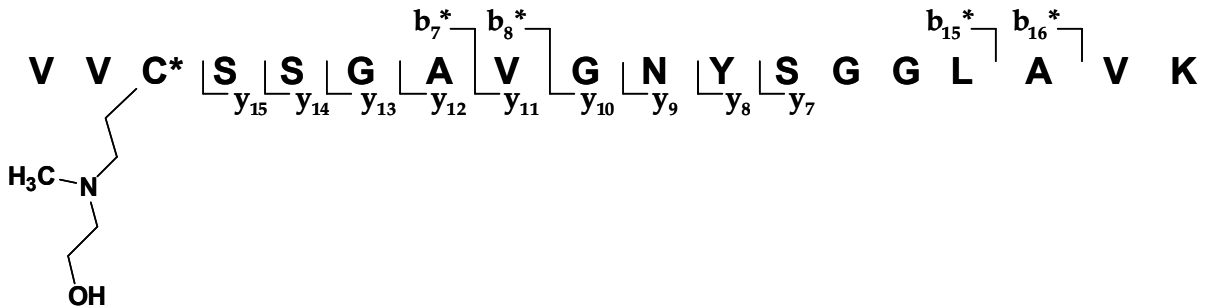 b7* b8* b15* b16*
V V C* S S G A V G N Y S G G L A V K
y15 y14 y13 y12 y11 y10 y9 y8 y7
H3C N
OH